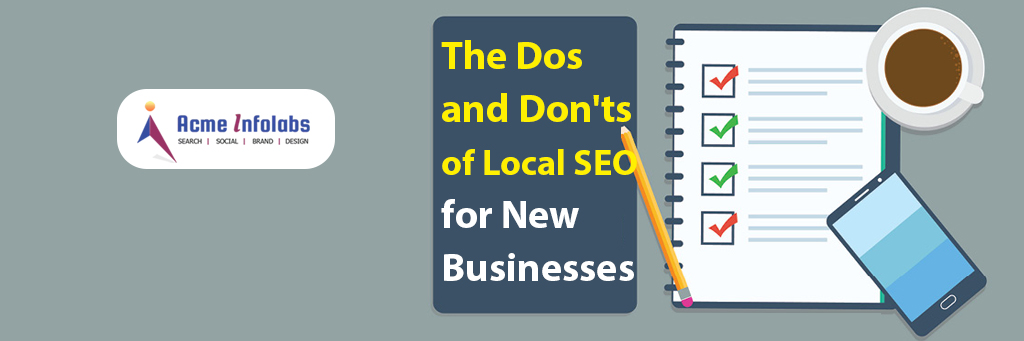 Acme Infolabs
SEARCH | SOCIAL | BRAND | DESIGN
The Dos
and Don'ts
of Local SEO
for New
Businesses